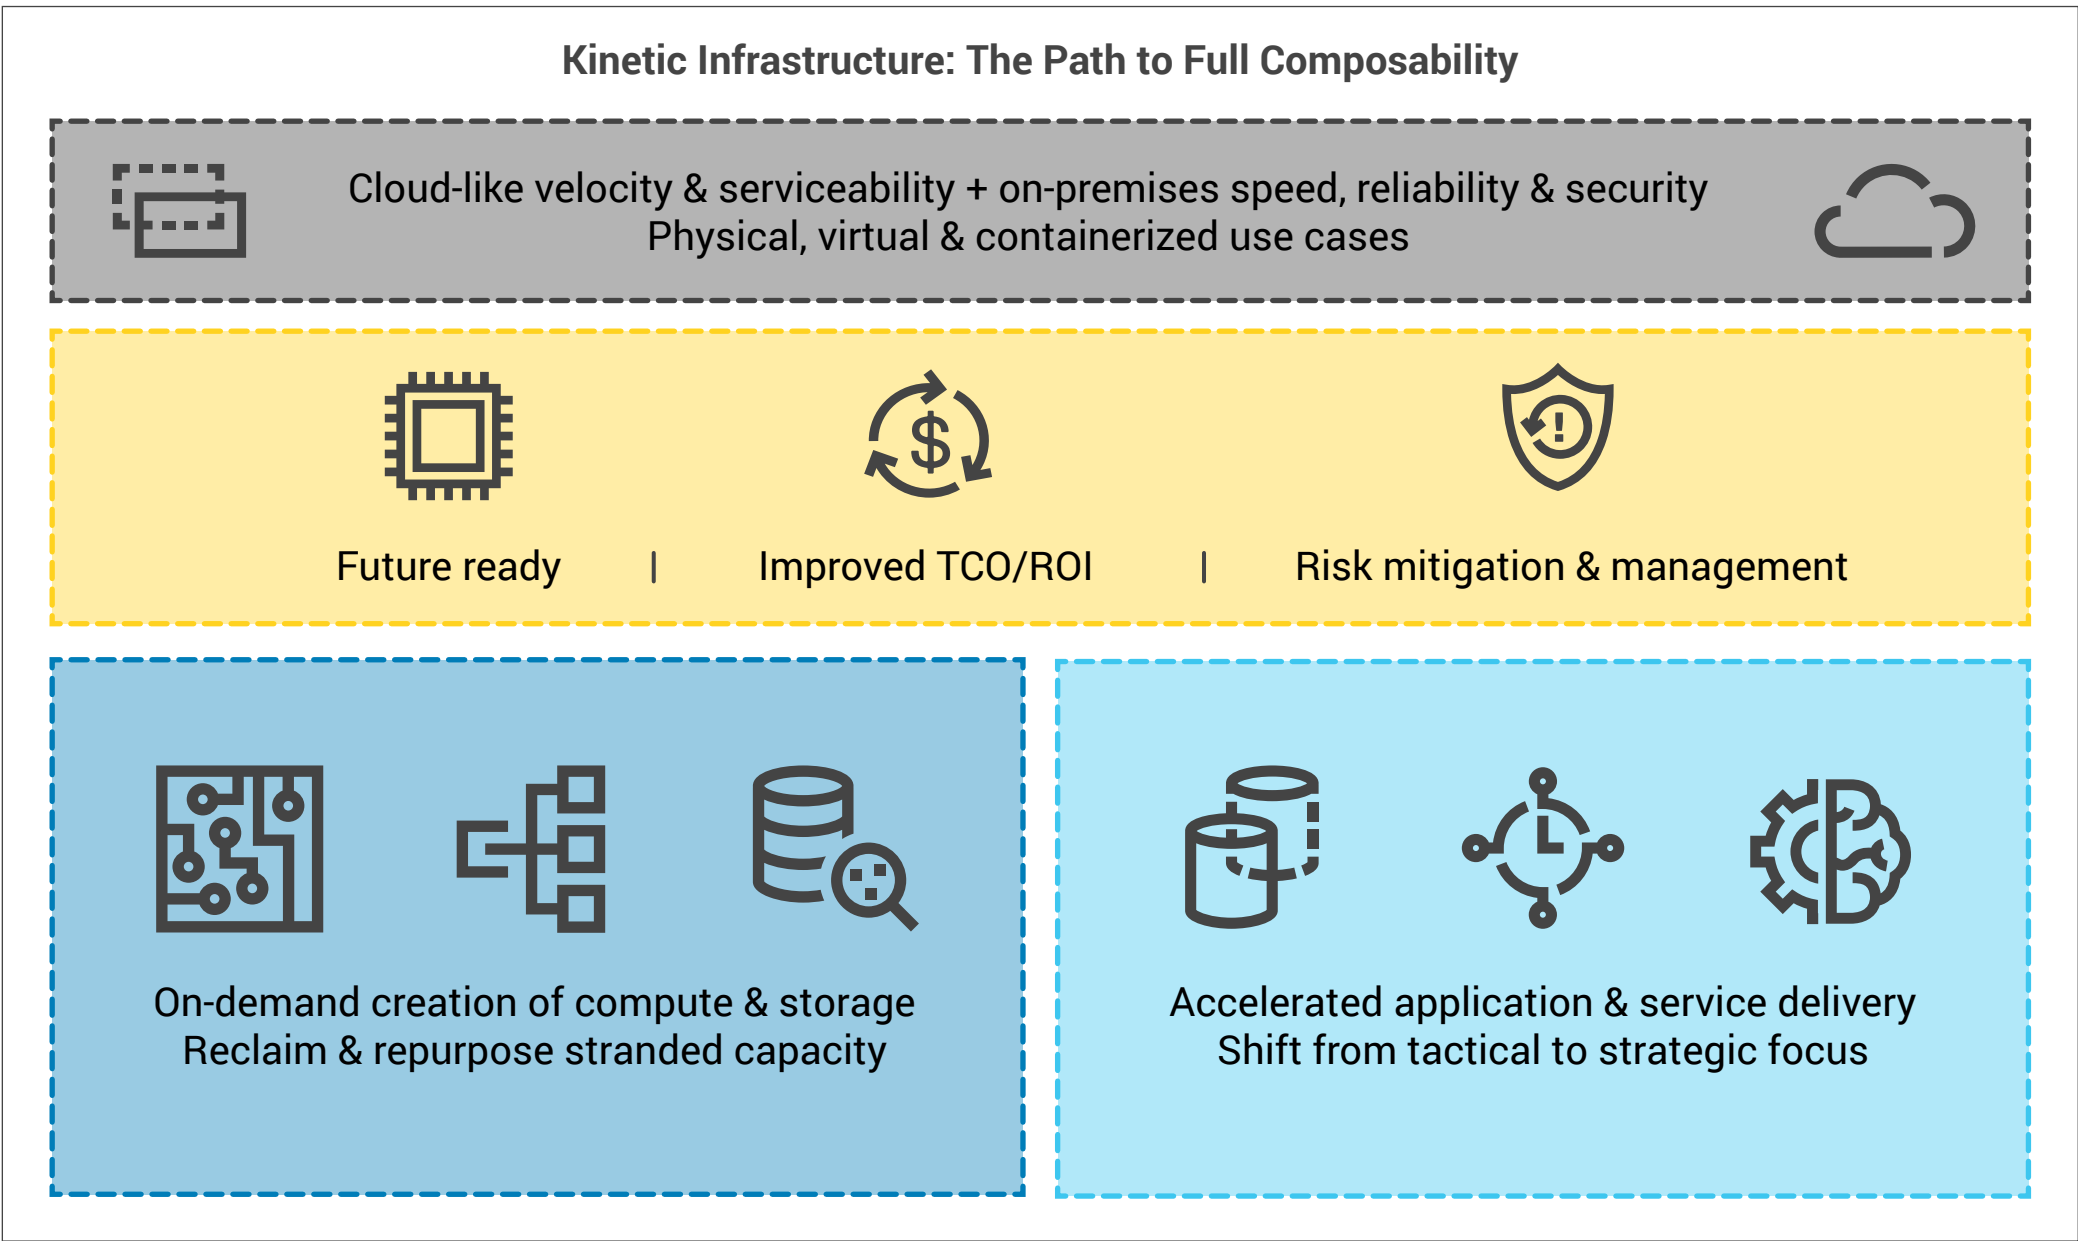 Kinetic Infrastructure: The Path to Full Composability
Cloud-like velocity & serviceability + on-premises speed, reliability & security
Physical, virtual & containerized use cases
$
!
Future ready | Improved TCO/ROI | Risk mitigation & management
On-demand creation of compute & storage
Reclaim & repurpose stranded capacity
Accelerated application & service delivery
Shift from tactical to strategic focus